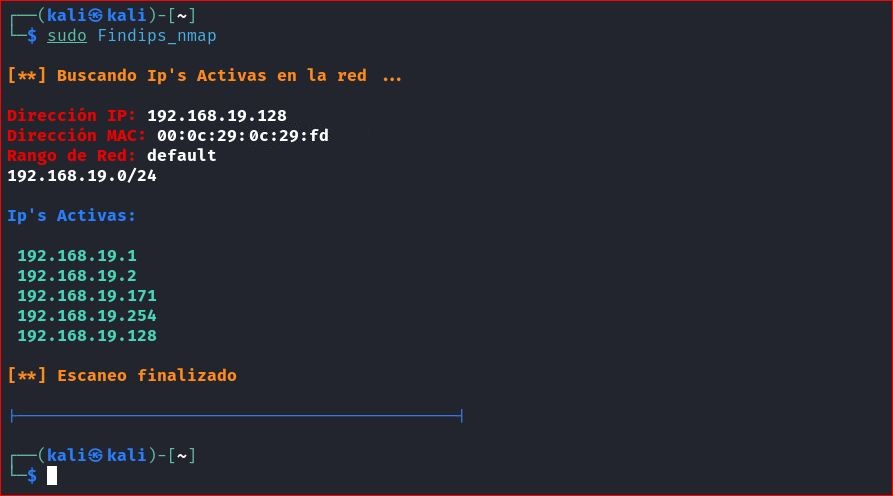 ┌──(kali㉿kali)-[~]
└─$ sudo Findips_nmap
[**] Buscando Ip's Activas en la red ...
Dirección IP: 192.168.19.128
Dirección MAC: 00:0c:29:0c:29:fd
Rango de Red: default
192.168.19.0/24
Ip's Activas:
192.168.19.1
192.168.19.2
192.168.19.171
192.168.19.254
192.168.19.128
[**] Escaneo finalizado
┌──(kali㉿kali)-[~]
└─$